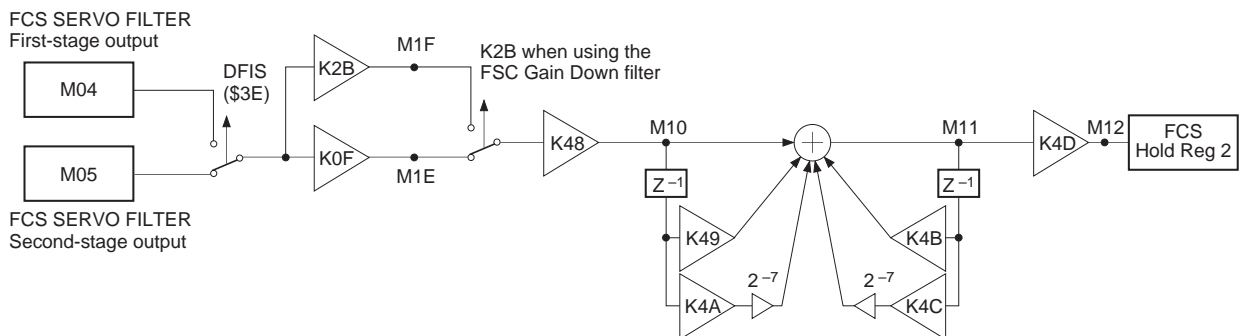 FCS SERVO FILTER
First-stage output
M04
DFIS
($3E)
K2B
M1F
K2B when using the
FSC Gain Down filter
M05
FCS SERVO FILTER
Second-stage output
K0F
M1E
K48
M10
+
M11
K4D
M12
FCS
Hold Reg 2
Z –1
Z –1
K49
K4B
K4A
2 –7
2 –7
K4C